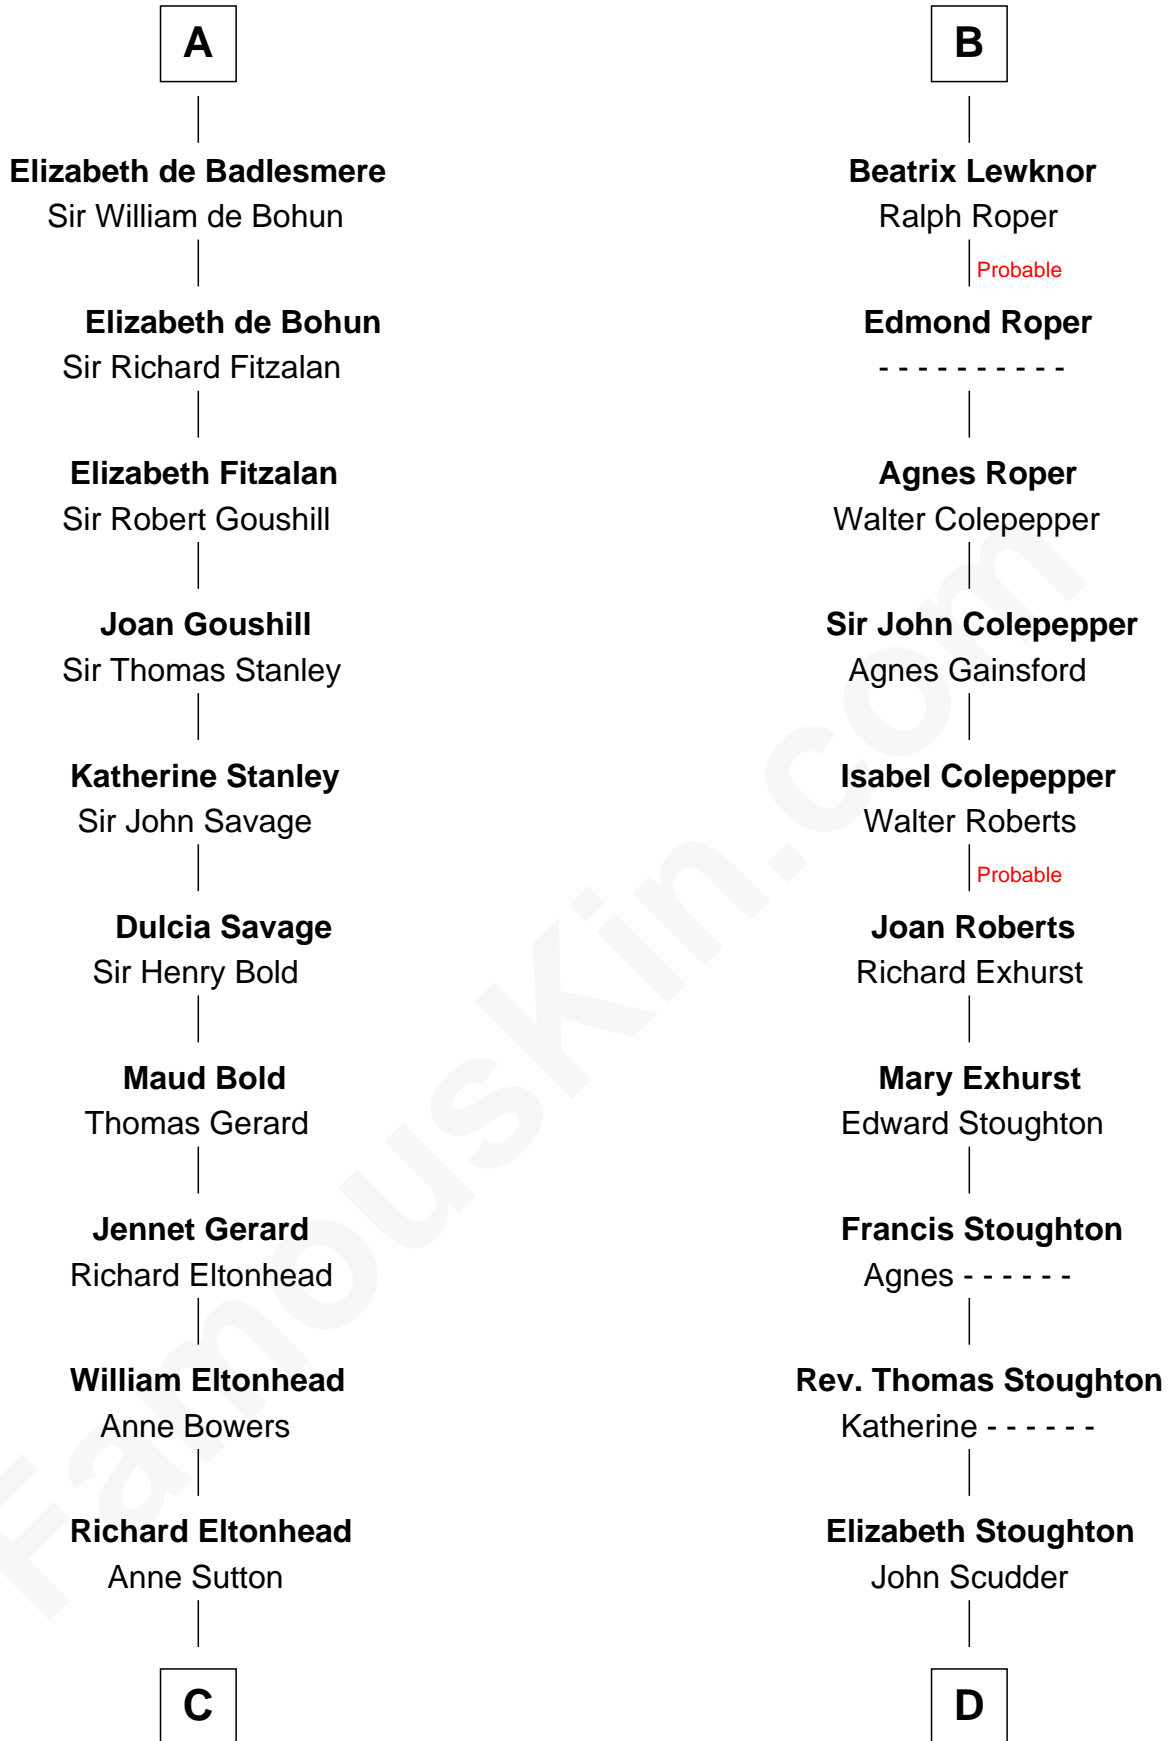 A
Elizabeth de Badlesmere
Sir William de Bohun
Elizabeth de Bohun
Sir Richard Fitzalan
Elizabeth Fitzalan
Sir Robert Goushill
Joan Goushill
Sir Thomas Stanley
Katherine Stanley
Sir John Savage
Dulcia Savage
Sir Henry Bold
Maud Bold
Thomas Gerard
Jennet Gerard
Richard Eltonhead
William Eltonhead
Anne Bowers
Richard Eltonhead
Anne Sutton
C
B
Beatrix Lewknor
Ralph Roper
Probable
Edmond Roper
- - - - - - - - - -
Agnes Roper
Walter Colepepper
Sir John Colepepper
Agnes Gainsford
Isabel Colepepper
Walter Roberts
Probable
Joan Roberts
Richard Exhurst
Mary Exhurst
Edward Stoughton
Francis Stoughton
Agnes - - - - - -
Rev. Thomas Stoughton
Katherine - - - - - -
Elizabeth Stoughton
John Scudder
D
FamousKin.com